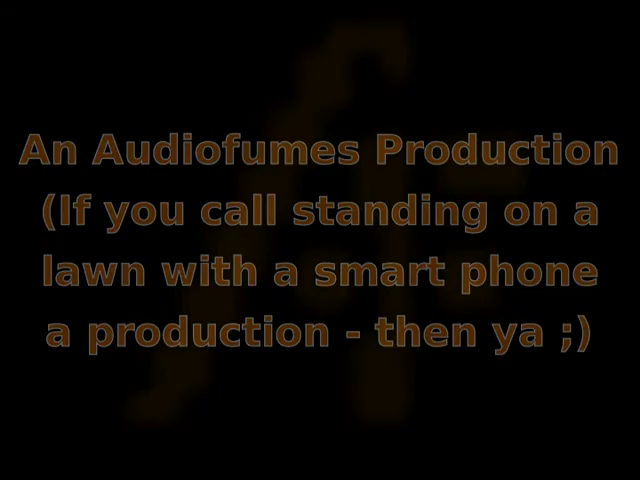 An Audiofumes Production
(If you call standing on a
lawn with a smart phone
a production - then ya ;)